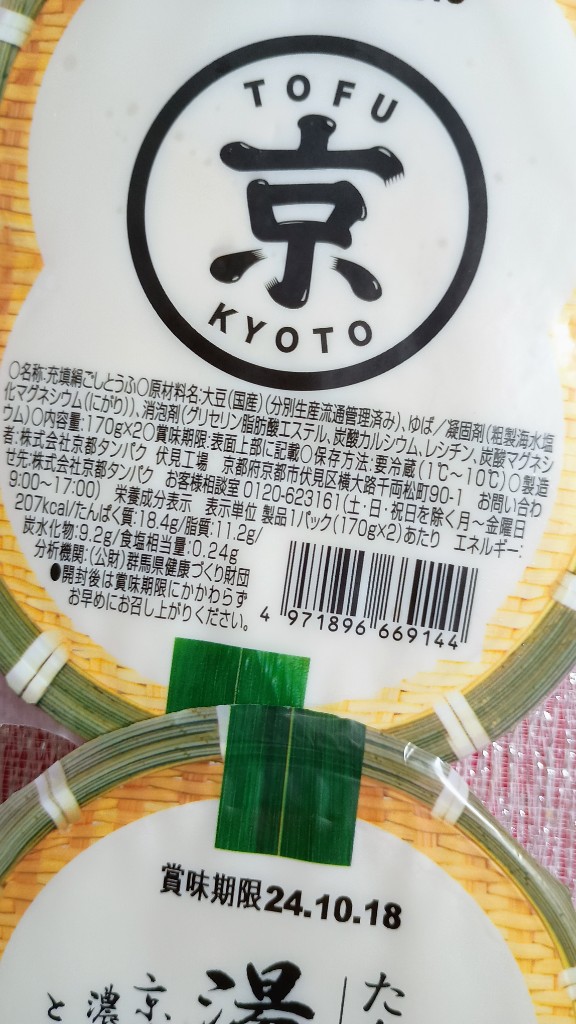 TOFU
京
KYOTO
○名称:充填絹ごしとうふ○原材料名:大豆(国産)(分別生産流通管理済み)、ゆば/凝固剤(粗製海水塩
化マグネシウム(にがり))、消泡剤(グリセリン脂肪酸エステル、炭酸カルシウム、レシチン、炭酸マグネシ
ウム)○内容量:170g×2○賞味期限:表面上部に記載○保存方法:要冷蔵(1℃～10℃)○製造
者:株式会社京都タンパク 伏見工場 京都府京都市伏見区横大路千両松町90-1 お問い合わ
せ先:株式会社京都タンパク お客様相談室 0120-623161(土・日・祝日を除く月～金曜日
9:00～17:00) 栄養成分表示 表示単位 製品1パック(170g×2)あたり エネルギー:
207kcal/たんぱく質:18.4g/脂質:11.2g/
炭水化物:9.2g/食塩相当量:0.24g
分析機関:(公財)群馬県健康づくり財団
●開封後は賞味期限にかかわらず
お早めにお召し上がりください。
4 971896 669144
賞味期限24.10.18
た
湯
京
濃
と